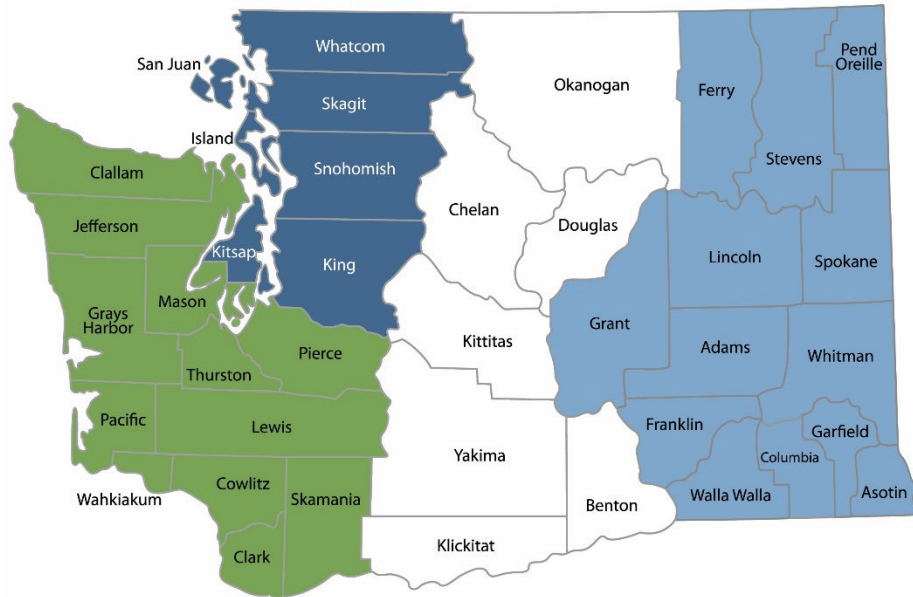 Whatcom
San Juan
Skagit
Island
Snohomish
Kitsap
King
Clallam
Jefferson
Grays
Harbor
Mason
Thurston
Pierce
Pacific
Lewis
Wahkiakum
Cowlitz
Skamania
Clark
Okanogan
Chelan
Douglas
Kittitas
Yakima
Klickitat
Benton
Ferry
Stevens
Pend
Oreille
Lincoln
Spokane
Grant
Adams
Whitman
Franklin
Walla Walla
Columbia
Garfield
Asotin